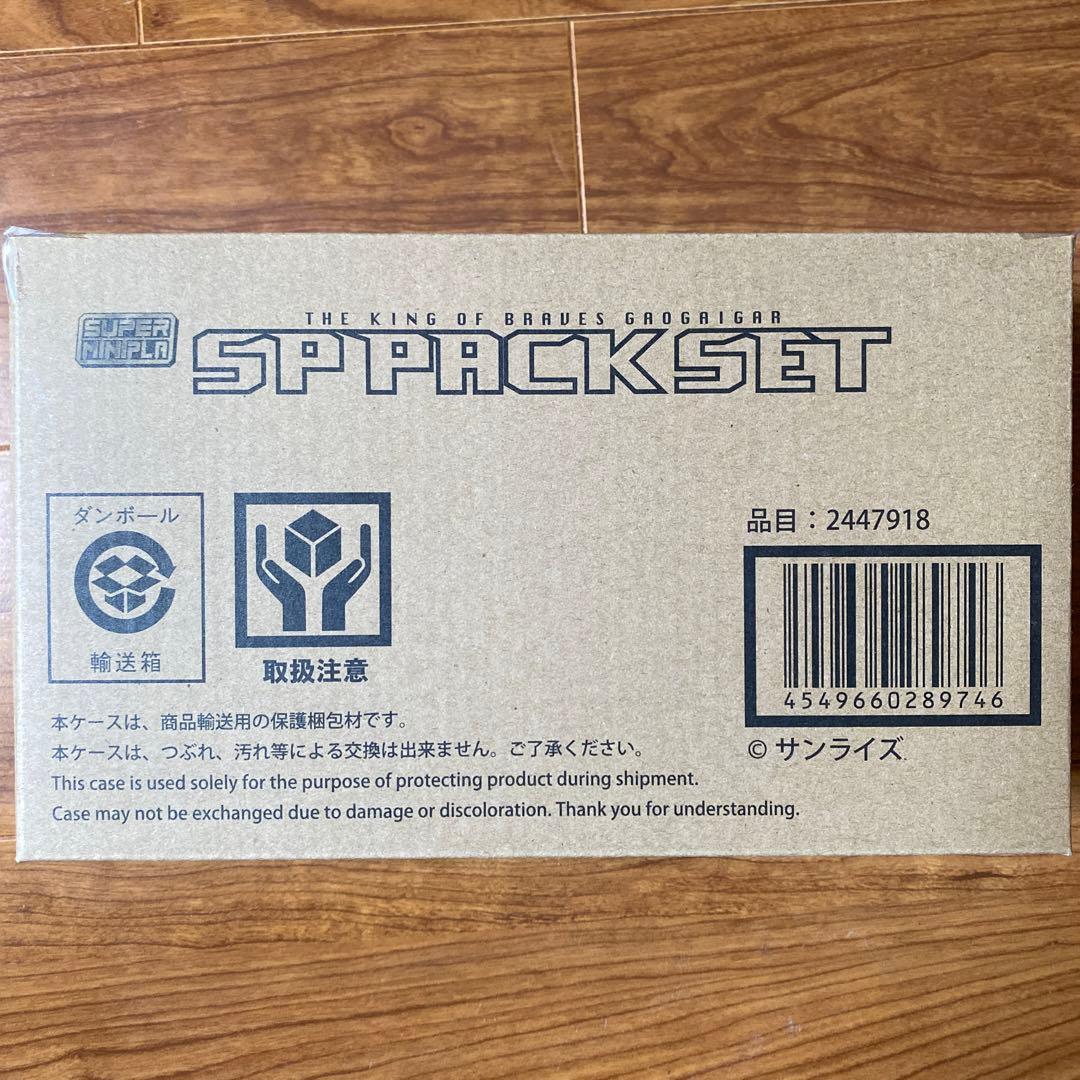 SUPER
MINIPLA
THE KING OF BRAVES GAOGAIGAR
SP PACK SET
ダンボール
輸送箱
取扱注意
品目：2447918
4549660289746
© サンライズ
本ケースは、商品輸送用の保護梱包材です。
本ケースは、つぶれ、汚れ等による交換は出来ません。ご了承ください。
This case is used solely for the purpose of protecting product during shipment.
Case may not be exchanged due to damage or discoloration. Thank you for understanding.